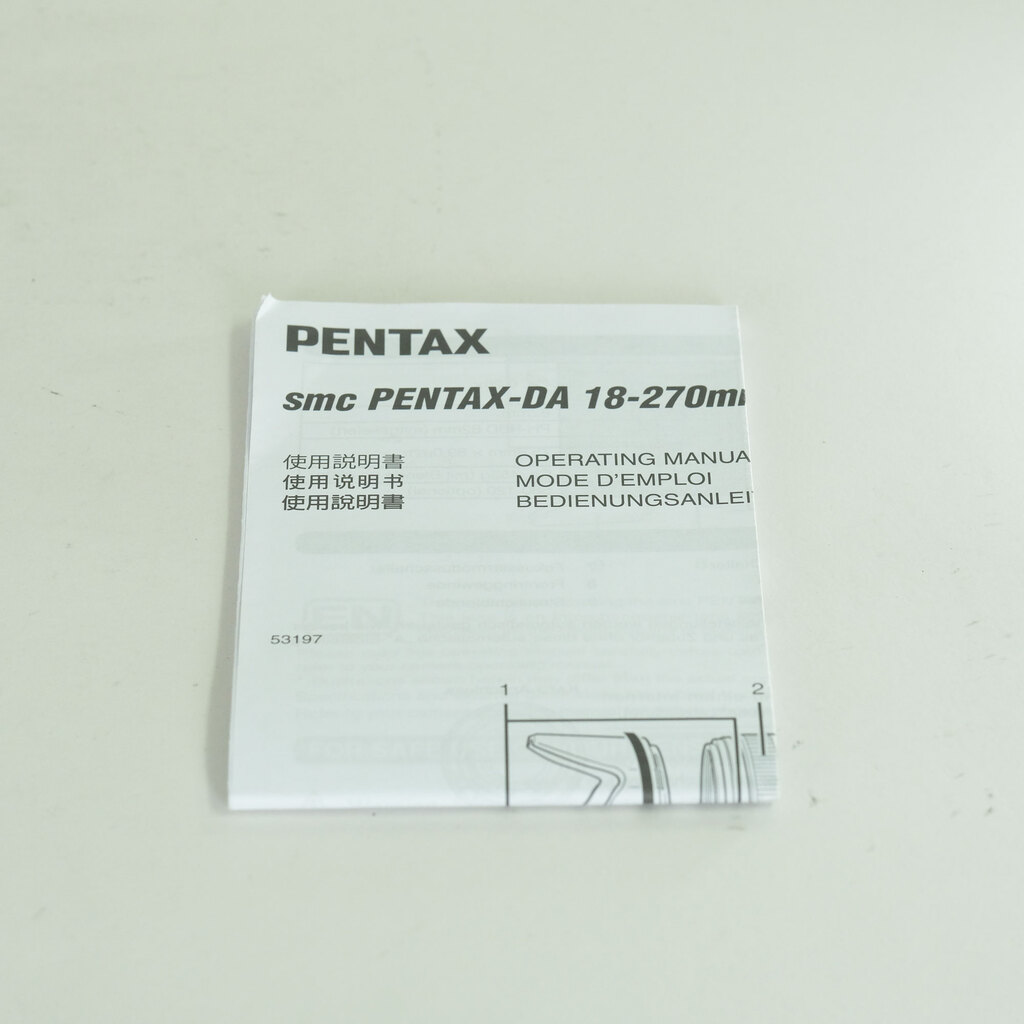 PENTAX
smc PENTAX-DA 18-270m
使用説明書 OPERATING MANUA
使用说明书 MODE D'EMPLOI
使用說明書 BEDIENUNGSANLEI
53197
1 2